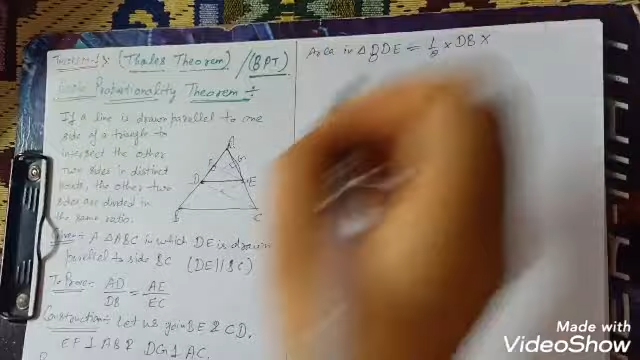 Theorem-1: (Thales Theorem) / (BPT)
Basic Proportionality Theorem :-
If a line is drawn parallel to one
side of a triangle to
intersect the other
two sides in distinct
points, the other two
sides are divided in
the same ratio.
A
F
G
D
E
B
C
Given:- A △ABC in which DE is drawn
parallel to side BC (DE||BC)
To Prove:- AD/DB = AE/EC
Construction:- Let us join BE & CD.
EF ⊥ AB & DG ⊥ AC.
Area in △BDE = 1/2 × DB ×
Made with
VideoShow